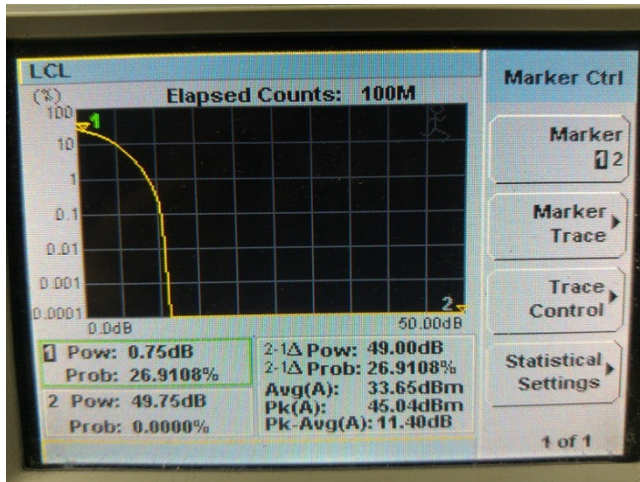 LCL
Marker Ctrl
(%)
Elapsed Counts: 100M
100
10
1
0.1
0.01
0.001
0.0001
1
2
0.0dB
50.00dB
1 Pow: 0.75dB
Prob: 26.9108%
2 Pow: 49.75dB
Prob: 0.0000%
2-1Δ Pow: 49.00dB
2-1Δ Prob: 26.9108%
Avg(A): 33.65dBm
Pk(A): 45.04dBm
Pk-Avg(A): 11.40dB
Marker
1 2
Marker
Trace
Trace
Control
Statistical
Settings
1 of 1